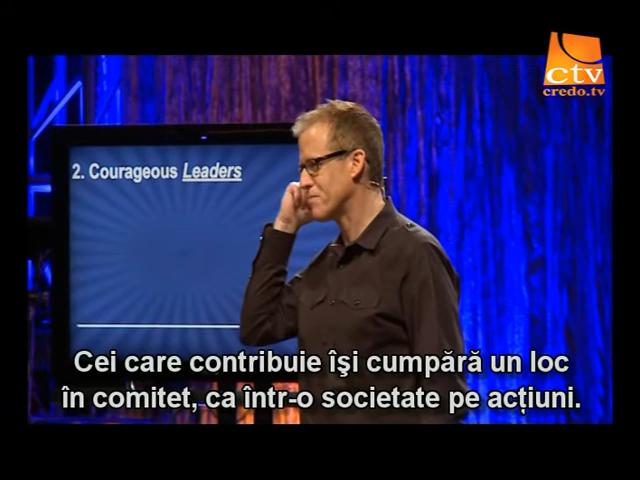 ctv
credo.tv
2. Courageous Leaders
Cei care contribuie îşi cumpără un loc
în comitet, ca într-o societate pe acțiuni.